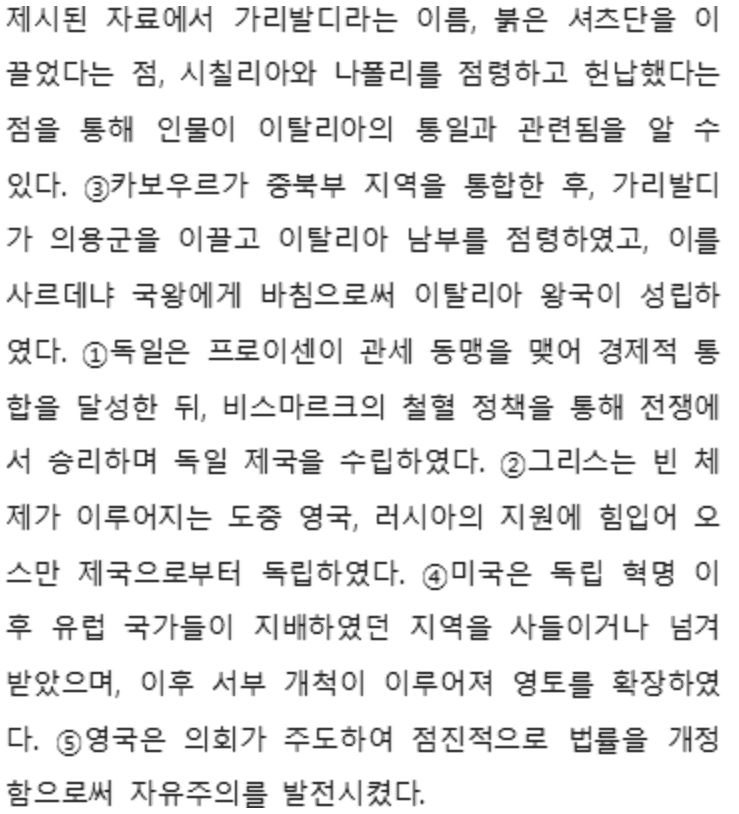 제시된 자료에서 가리발디라는 이름, 붉은 셔츠단을 이
끌었다는 점, 시칠리아와 나폴리를 점령하고 헌납했다는
점을 통해 인물이 이탈리아의 통일과 관련됨을 알 수
있다. ③카보우르가 중북부 지역을 통합한 후, 가리발디
가 의용군을 이끌고 이탈리아 남부를 점령하였고, 이를
사르데냐 국왕에게 바침으로써 이탈리아 왕국이 성립하
였다. ①독일은 프로이센이 관세 동맹을 맺어 경제적 통
합을 달성한 뒤, 비스마르크의 철혈 정책을 통해 전쟁에
서 승리하며 독일 제국을 수립하였다. ②그리스는 빈 체
제가 이루어지는 도중 영국, 러시아의 지원에 힘입어 오
스만 제국으로부터 독립하였다. ④미국은 독립 혁명 이
후 유럽 국가들이 지배하였던 지역을 사들이거나 넘겨
받았으며, 이후 서부 개척이 이루어져 영토를 확장하였
다. ⑤영국은 의회가 주도하여 점진적으로 법률을 개정
함으로써 자유주의를 발전시켰다.